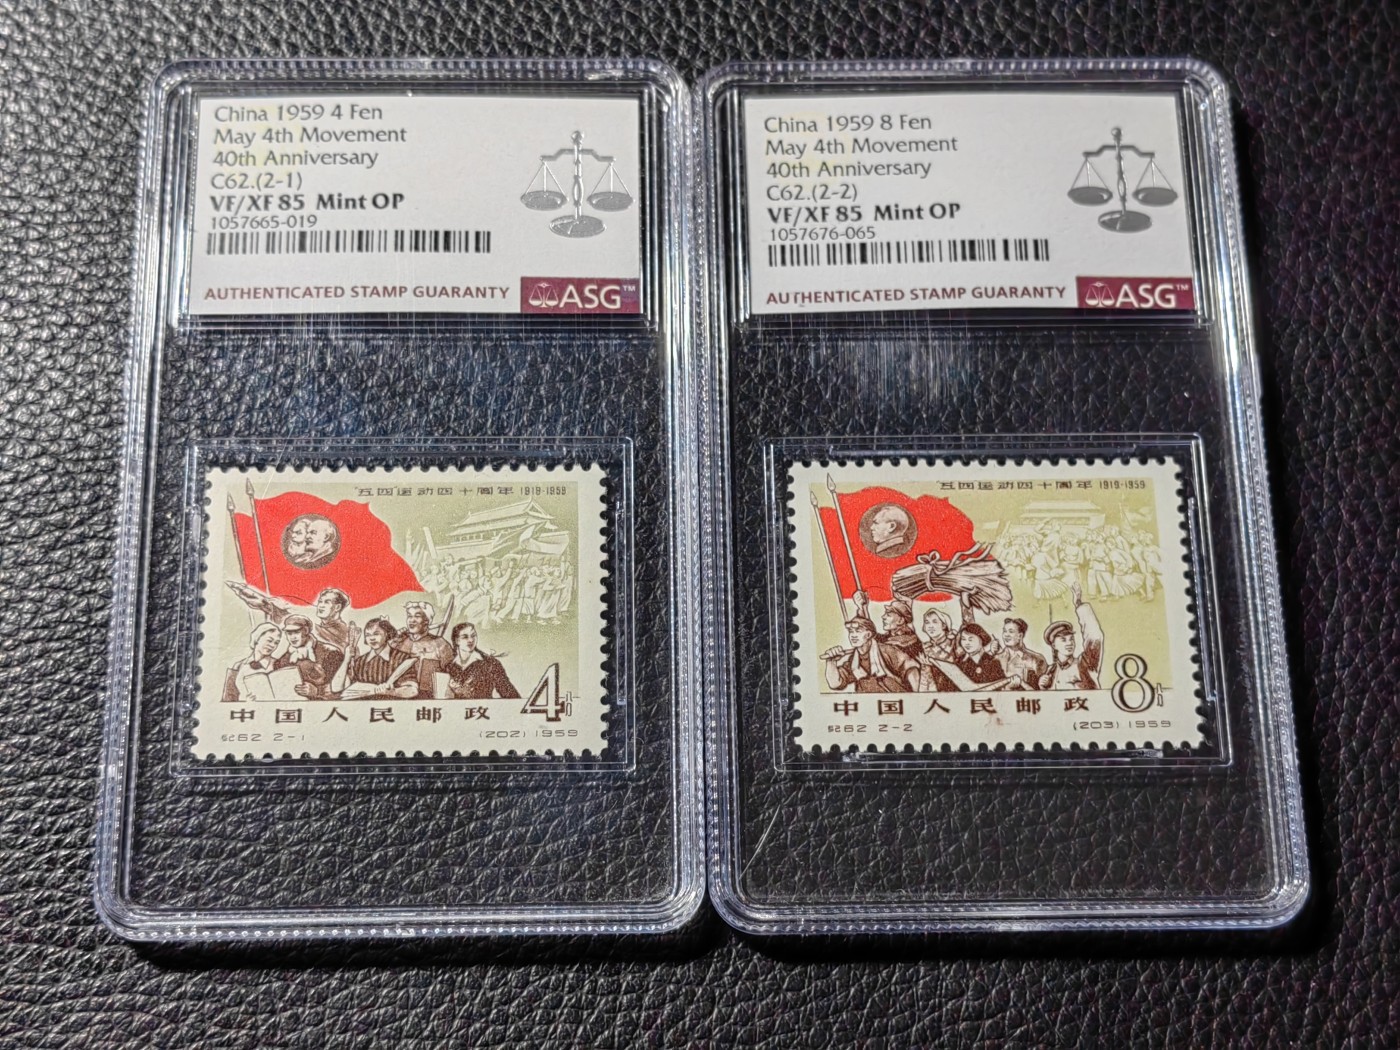 China 1959 4 Fen
May 4th Movement
40th Anniversary
C62.(2-1)
VF/XF 85 Mint OP
1057665-019
AUTHENTICATED STAMP GUARANTY
ASG™
China 1959 8 Fen
May 4th Movement
40th Anniversary
C62.(2-2)
VF/XF 85 Mint OP
1057676-065
AUTHENTICATED STAMP GUARANTY
ASG™
"五四"运动四十周年 1919-1959
中国人民邮政
4分
纪62 2-1
(202) 1959
"五四"运动四十周年 1919-1959
中国人民邮政
8分
纪62 2-2
(203) 1959